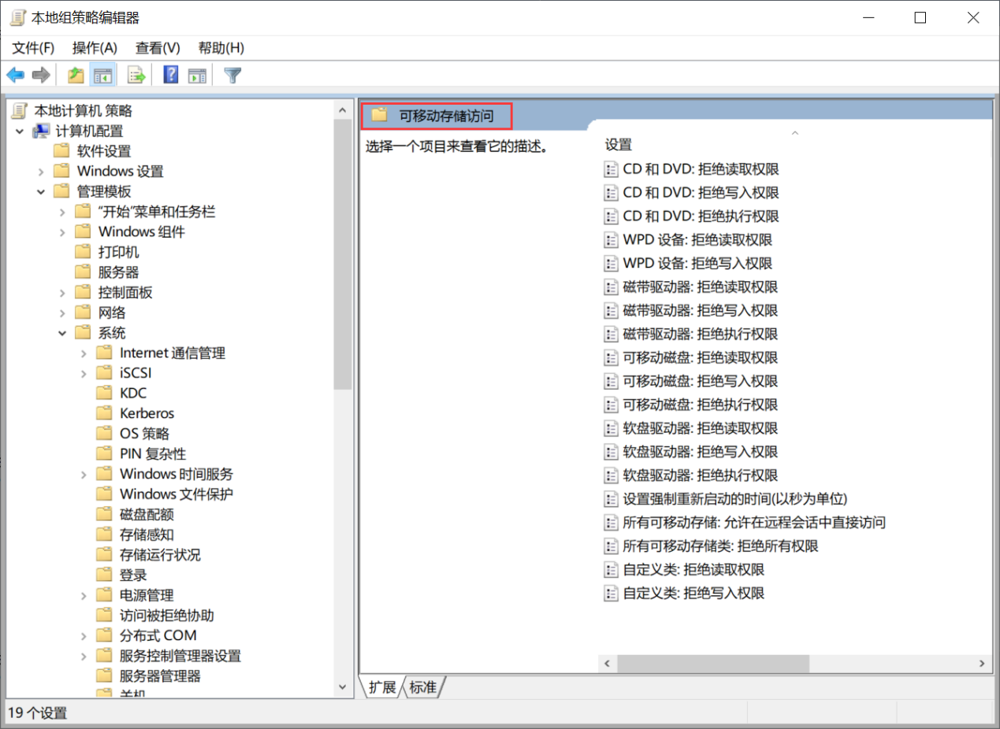 本地组策略编辑器
文件(F) 操作(A) 查看(V) 帮助(H)
本地计算机 策略
计算机配置
软件设置
Windows 设置
管理模板
“开始”菜单和任务栏
Windows 组件
打印机
服务器
控制面板
网络
系统
Internet 通信管理
iSCSI
KDC
Kerberos
OS 策略
PIN 复杂性
Windows 时间服务
Windows 文件保护
磁盘配额
存储感知
存储运行状况
登录
电源管理
访问被拒绝协助
分布式 COM
服务控制管理器设置
服务器管理器
关机
可移动存储访问
选择一个项目来查看它的描述。
设置
CD 和 DVD: 拒绝读取权限
CD 和 DVD: 拒绝写入权限
CD 和 DVD: 拒绝执行权限
WPD 设备: 拒绝读取权限
WPD 设备: 拒绝写入权限
磁带驱动器: 拒绝读取权限
磁带驱动器: 拒绝写入权限
磁带驱动器: 拒绝执行权限
可移动磁盘: 拒绝读取权限
可移动磁盘: 拒绝写入权限
可移动磁盘: 拒绝执行权限
软盘驱动器: 拒绝读取权限
软盘驱动器: 拒绝写入权限
软盘驱动器: 拒绝执行权限
设置强制重新启动的时间(以秒为单位)
所有可移动存储: 允许在远程会话中直接访问
所有可移动存储类: 拒绝所有权限
自定义类: 拒绝读取权限
自定义类: 拒绝写入权限
扩展 标准
19 个设置